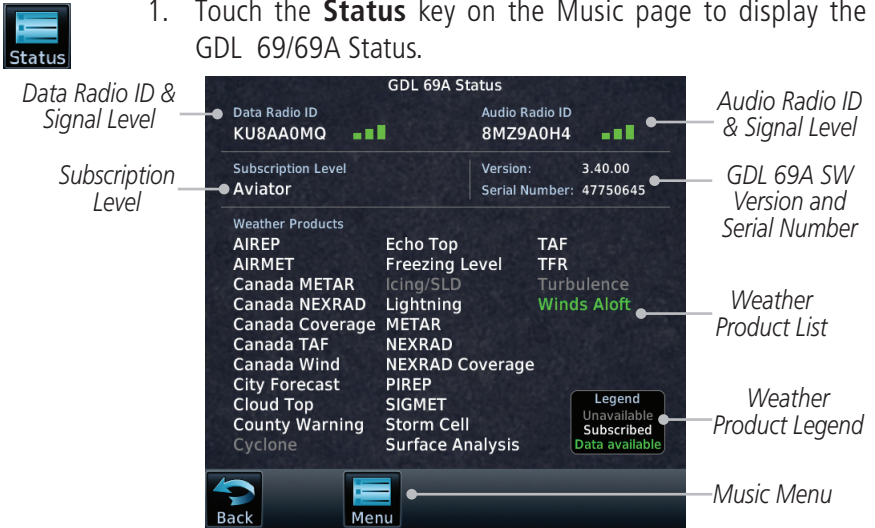 1. Touch the Status key on the Music page to display the
GDL 69/69A Status.
Status
Data Radio ID &
Signal Level
Subscription
Level
GDL 69A Status
Data Radio ID
KU8AA0MQ
Audio Radio ID
8MZ9A0H4
Subscription Level
Aviator
Version: 3.40.00
Serial Number: 47750645
Weather Products
AIREP
AIRMET
Canada METAR
Canada NEXRAD
Canada Coverage
Canada TAF
Canada Wind
City Forecast
Cloud Top
County Warning
Cyclone
Echo Top
Freezing Level
Icing/SLD
Lightning
METAR
NEXRAD
NEXRAD Coverage
PIREP
SIGMET
Storm Cell
Surface Analysis
TAF
TFR
Turbulence
Winds Aloft
Legend
Unavailable
Subscribed
Data available
Back
Menu
Audio Radio ID
& Signal Level
GDL 69A SW
Version and
Serial Number
Weather
Product List
Weather
Product Legend
Music Menu